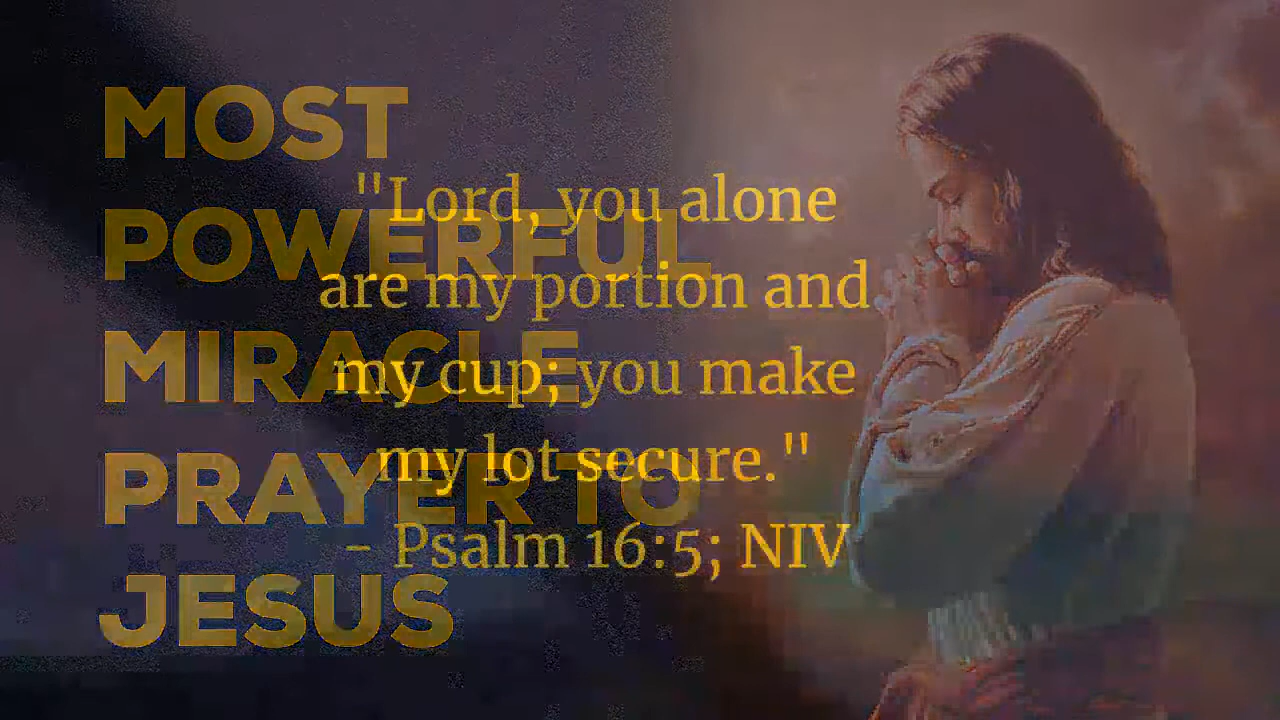 MOST
POWERFUL
MIRACLE
PRAYER TO
JESUS
"Lord, you alone
are my portion and
my cup; you make
my lot secure."
- Psalm 16:5; NIV